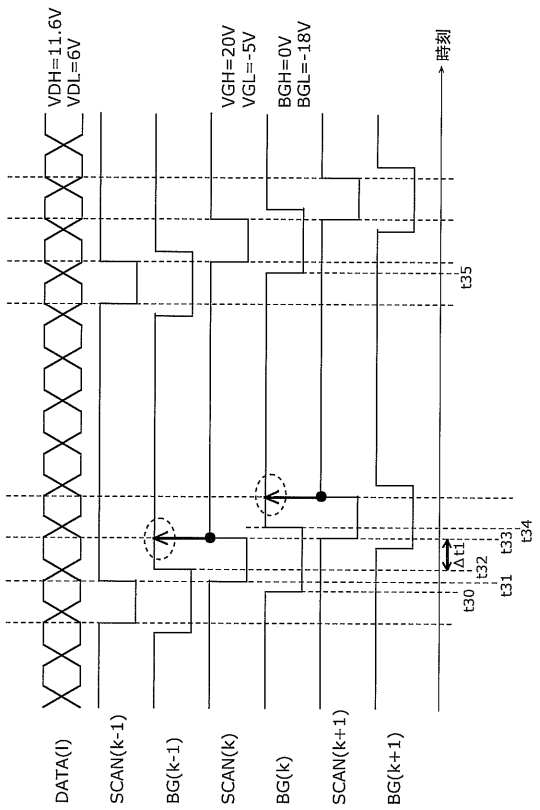 DATA(l)
SCAN(k-1)
BG(k-1)
SCAN(k)
BG(k)
SCAN(k+1)
BG(k+1)
VDH=11.6V
VDL=6V
VGH=20V
VGL=-5V
BGH=0V
BGL=-18V
時刻
t30
t31
t32
Δt1
t33
t34
t35